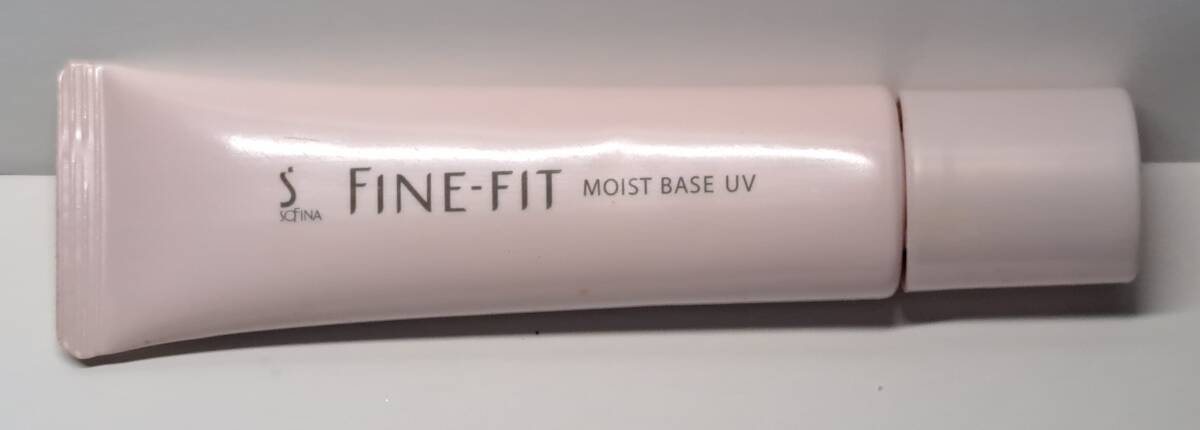 S
SOFINA
FINE-FIT MOIST BASE UV